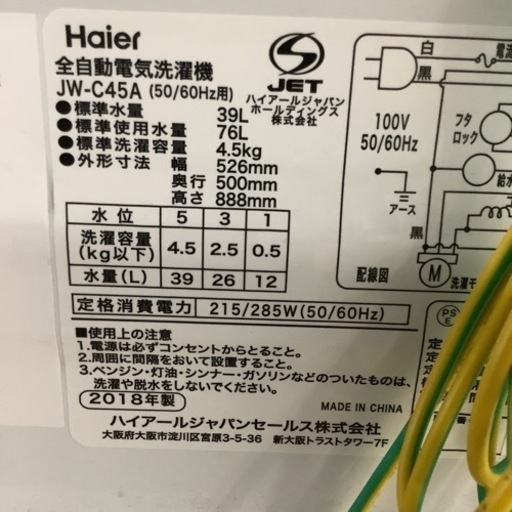 Haier
全自動電気洗濯機
JW-C45A (50/60Hz用)
JET
ハイアールジャパン
ホールディングス
株式会社
●標準水量 39L
●標準使用水量 76L
●標準洗濯容量 4.5kg
●外形寸法 幅 526mm
奥行 500mm
高さ 888mm
水位 5 3 1
洗濯容量
(kg以下) 4.5 2.5 0.5
水量(L) 39 26 12
定格消費電力 215/285W(50/60Hz)
■使用上の注意
1.電源は必ずコンセントからとること。
2.周囲に間隔をおいて設置すること。
3.ベンジン・灯油・シンナー・ガソリンなどのついたものは、
洗濯や脱水をしないでください。
2018年製
MADE IN CHINA
ハイアールジャパンセールス株式会社
大阪府大阪市淀川区宮原3-5-36 新大阪トラストタワー7F
白
黒
電流
100V
50/60Hz
フタ
ロック
黒
給水
アース
配線図
M
洗濯モ
PS
E
定
定